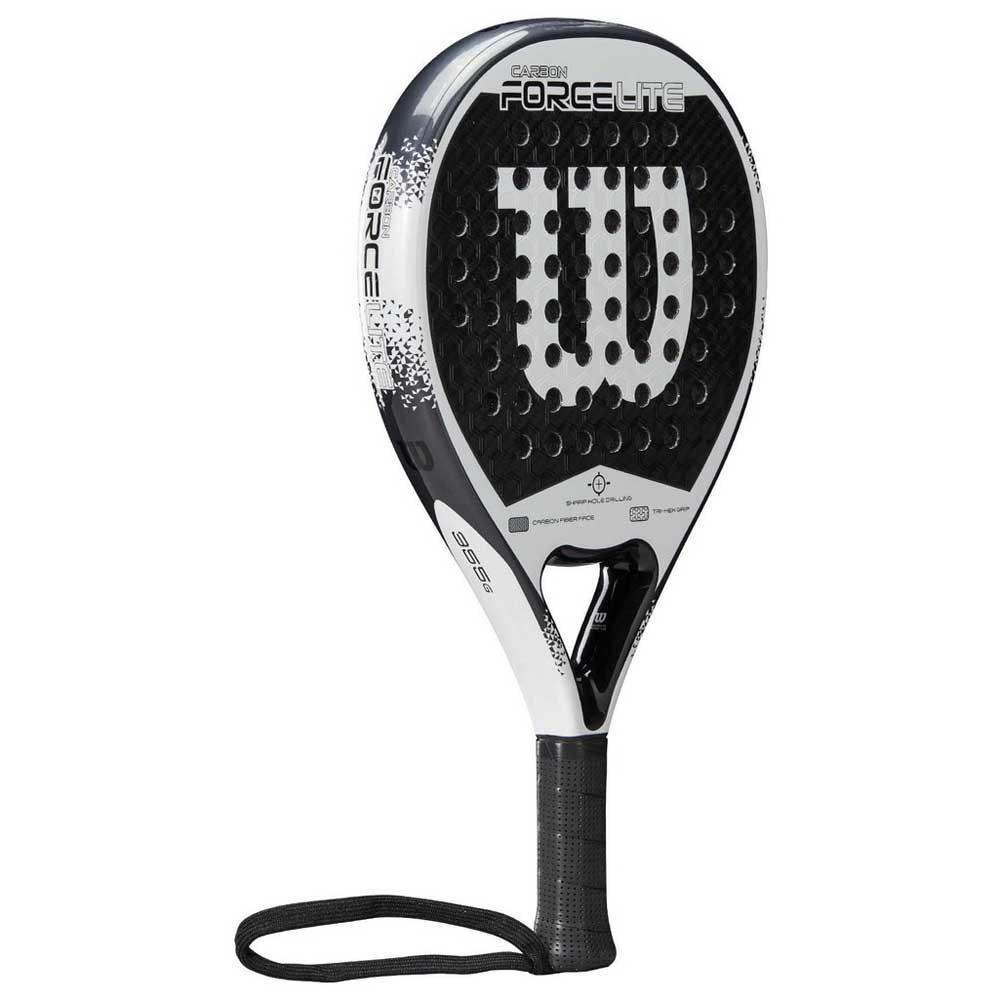 CARBON
FORCE LITE
CARBON
FORCE LITE
W
SHARP HOLE DRILLING
CARBON FIBER FACE
TRI-HEX GRIP
355G
W